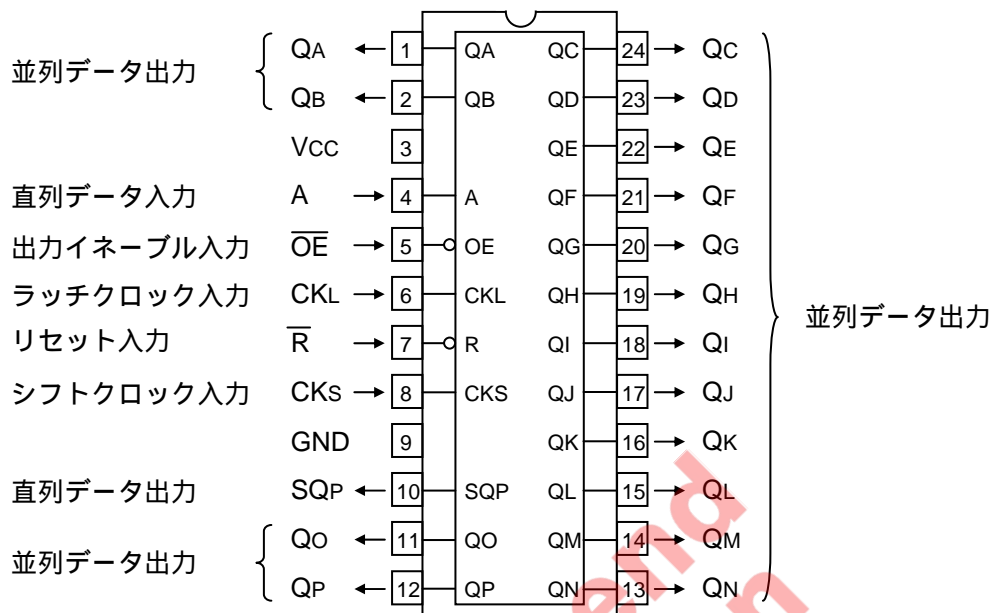 QA ← 1 QA QC 24 → QC
並列データ出力
QB ← 2 QB QD 23 → QD
VCC 3 QE 22 → QE
直列データ入力 A → 4 A QF 21 → QF
出力イネーブル入力 O̅E̅ → 5 OE QG 20 → QG
ラッチクロック入力 CKL → 6 CKL QH 19 → QH
並列データ出力
リセット入力 R̅ → 7 R QI 18 → QI
シフトクロック入力 CKS → 8 CKS QJ 17 → QJ
GND 9 QK 16 → QK
直列データ出力 SQP ← 10 SQP QL 15 → QL
QO ← 11 QO QM 14 → QM
並列データ出力
QP ← 12 QP QN 13 → QN
end